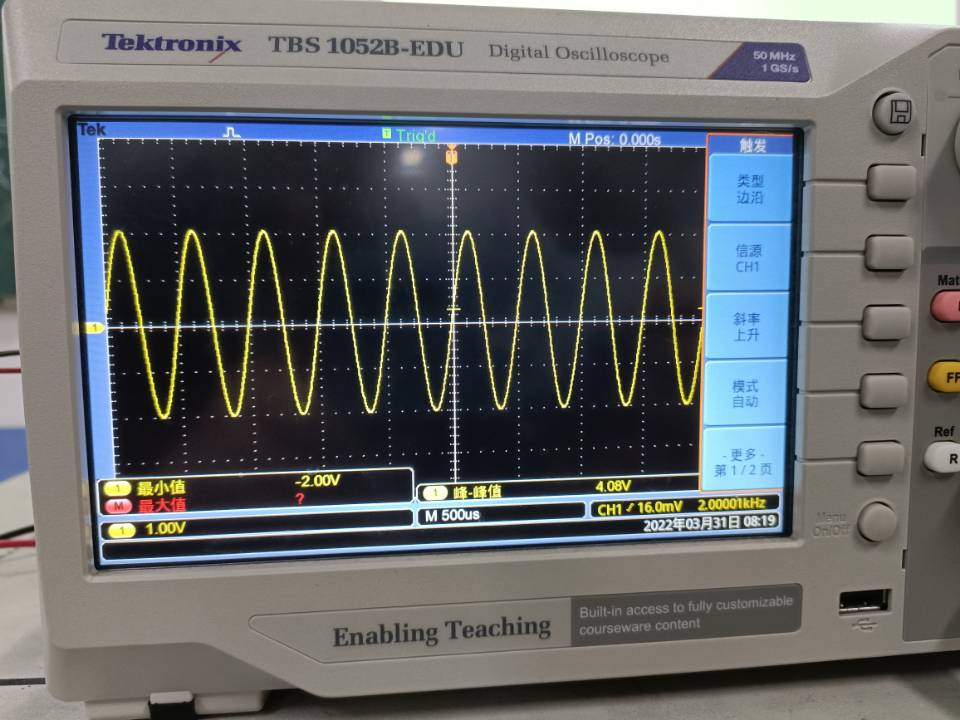 Tektronix TBS 1052B-EDU Digital Oscilloscope
50 MHz
1 GS/s
Tek Trig'd M Pos: 0.000s
触发
类型
边沿
信源
CH1
斜率
上升
模式
自动
- 更多 -
第 1 / 2 页
1 最小值 -2.00V
M 最大值 ?
1 峰-峰值 4.08V
1 1.00V
M 500us
CH1 16.0mV 2.00001kHz
2022年03月31日 08:19
Ref
R
Menu
On/Off
Enabling Teaching
Built-in access to fully customizable
courseware content